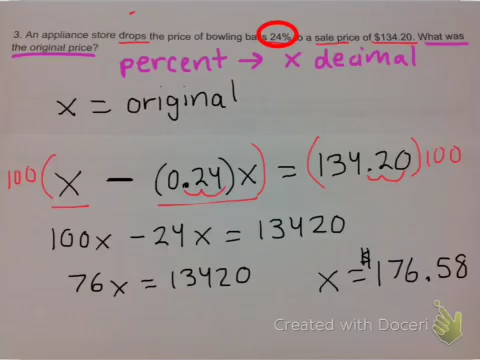 3. An appliance store drops the price of bowling balls 24% to a sale price of $134.20. What was
the original price?
percent → x decimal
x = original
100(x - (0.24)x) = (134.20)100
100x - 24x = 13420
76x = 13420
x = $176.58
Created with Doceri